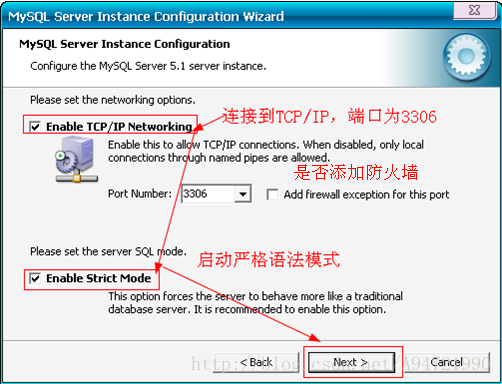 MySQL Server Instance Configuration Wizard
MySQL Server Instance Configuration
Configure the MySQL Server 5.1 server instance.
Please set the networking options.
Enable TCP/IP Networking
连接到TCP/IP，端口为3306
Enable this to allow TCP/IP connections. When disabled, only local
connections through named pipes are allowed.
是否添加防火墙
Port Number: 3306
Add firewall exception for this port
Please set the server SQL mode.
启动严格语法模式
Enable Strict Mode
This option forces the server to behave more like a traditional
database server. It is recommended to enable this option.
< Back
Next >
Cancel